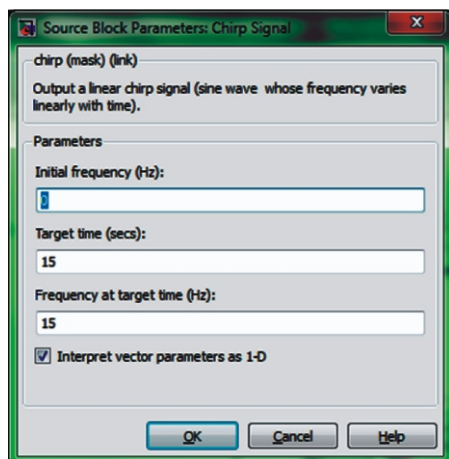 Source Block Parameters: Chirp Signal
chirp (mask) (link)
Output a linear chirp signal (sine wave whose frequency varies
linearly with time).
Parameters
Initial frequency (Hz):
0
Target time (secs):
15
Frequency at target time (Hz):
15
Interpret vector parameters as 1-D
OK Cancel Help